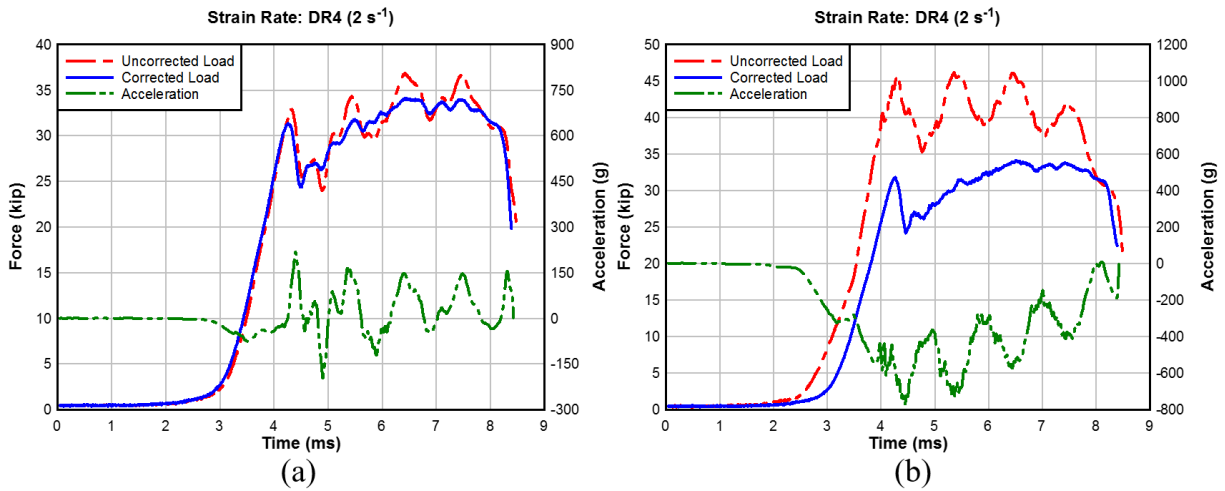 Strain Rate: DR4 (2 s⁻¹)
40
35
30
25
20
15
10
5
0
Force (kip)
Uncorrected Load
Corrected Load
Acceleration
900
750
600
450
300
150
0
-150
-300
Acceleration (g)
0 1 2 3 4 5 6 7 8 9
Time (ms)
(a)
Strain Rate: DR4 (2 s⁻¹)
50
45
40
35
30
25
20
15
10
5
0
Force (kip)
Uncorrected Load
Corrected Load
Acceleration
1200
1000
800
600
400
200
0
-200
-400
-600
-800
Acceleration (g)
0 1 2 3 4 5 6 7 8 9
Time (ms)
(b)